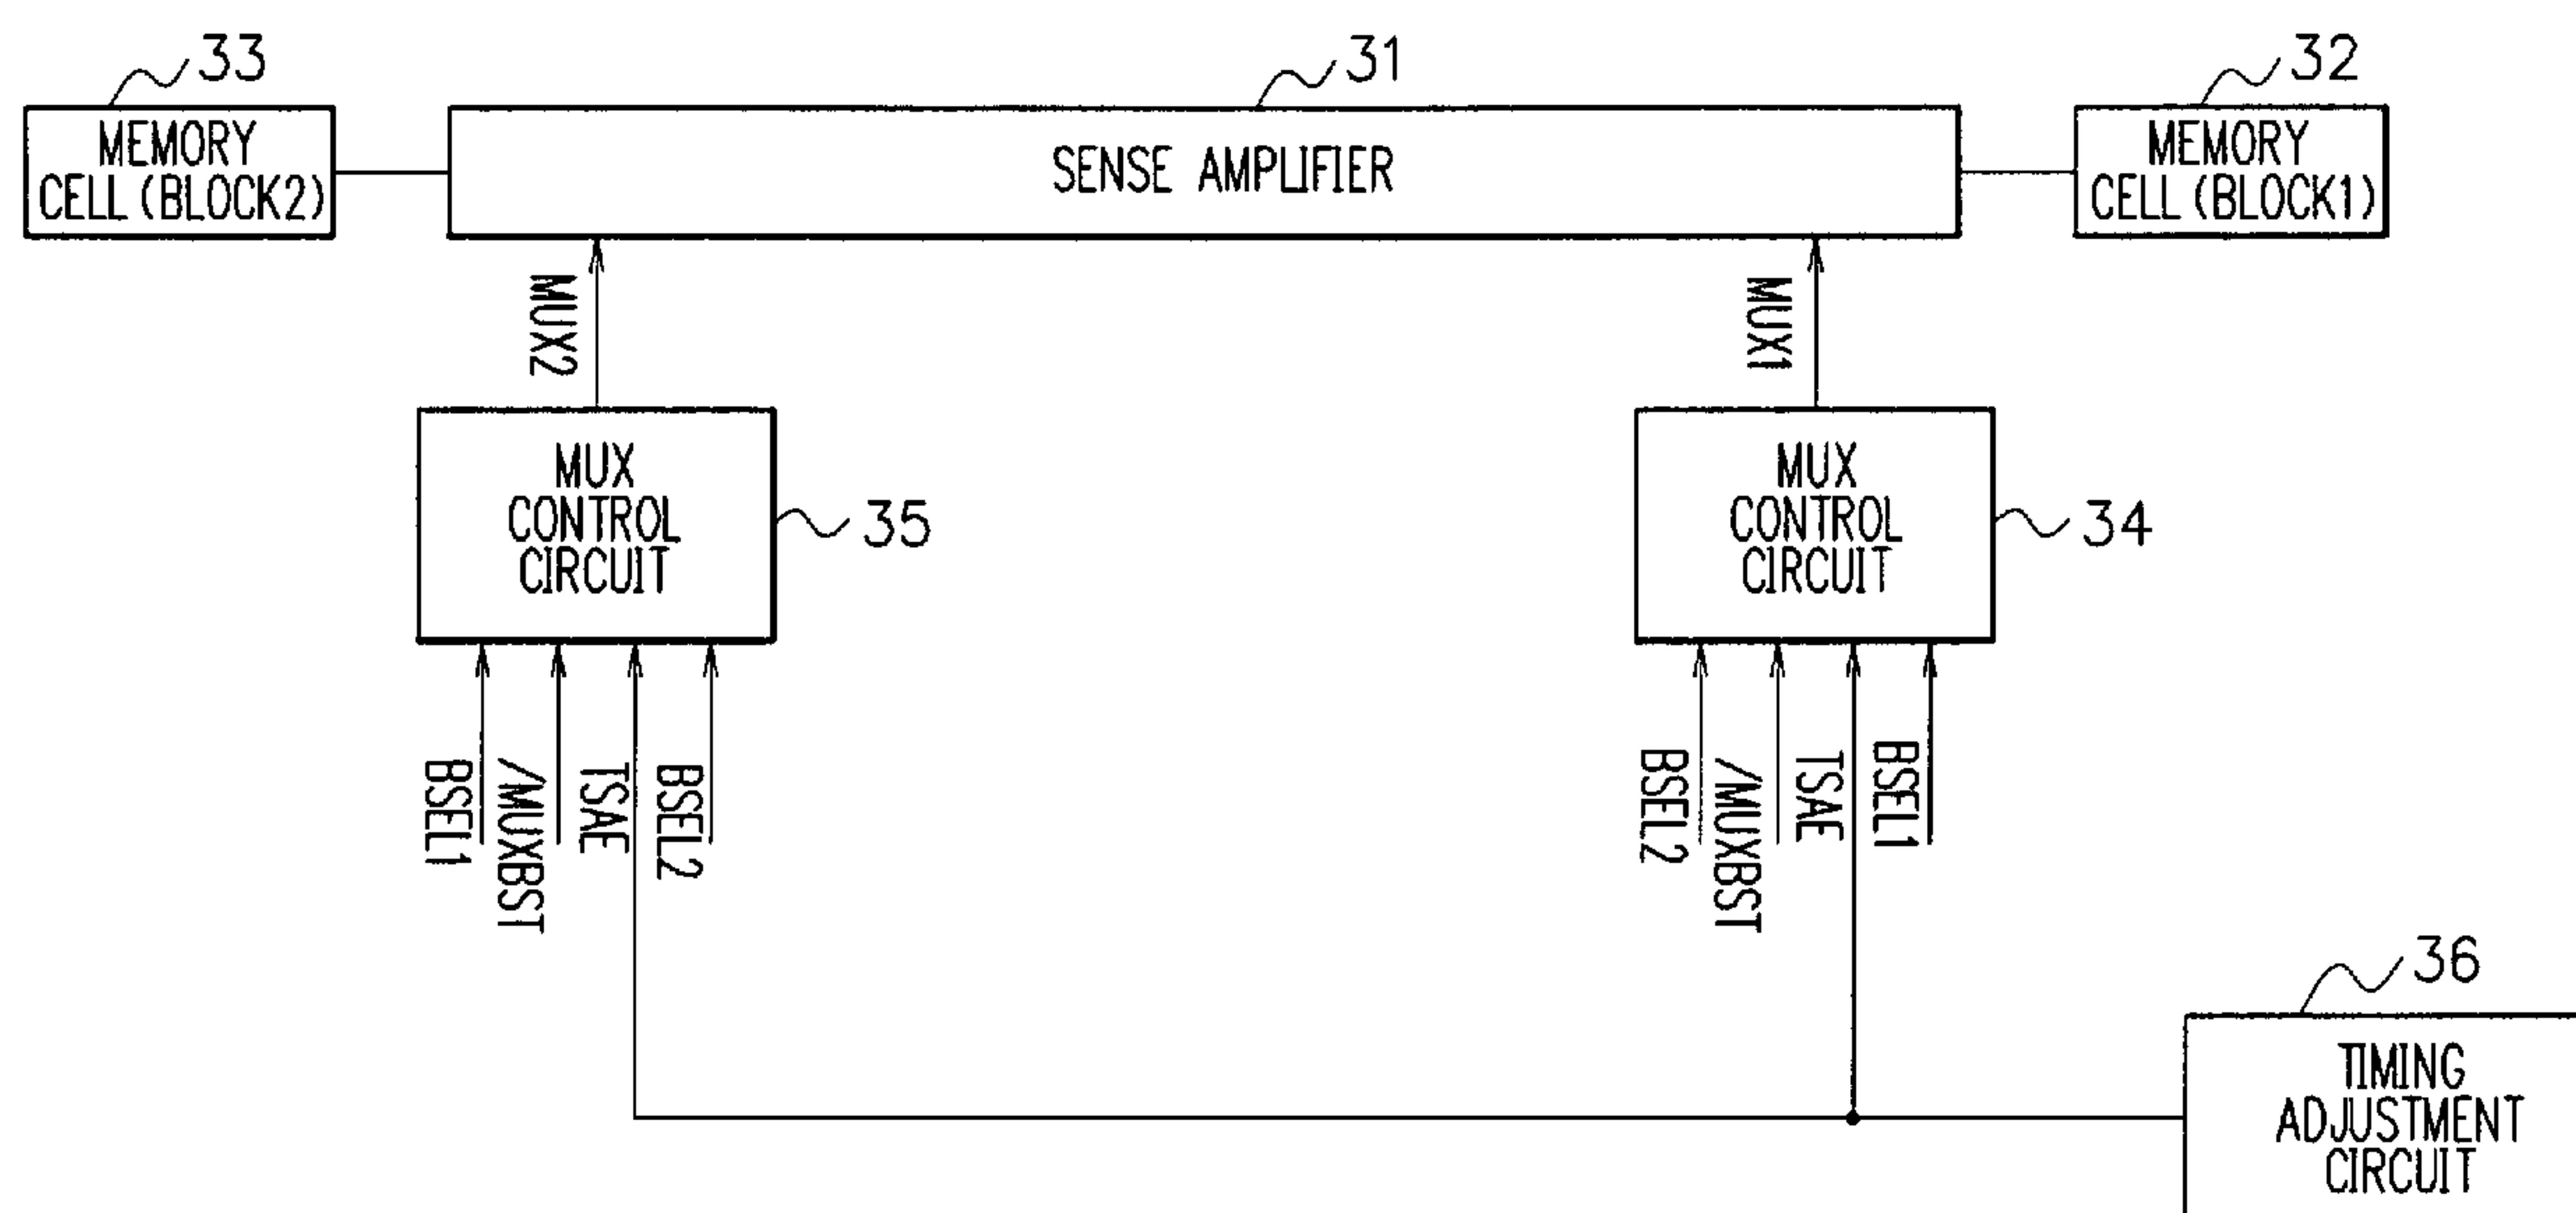 33
31
32
MEMORY
CELL(BLOCK2)
SENSE AMPLIFIER
MEMORY
CELL(BLOCK1)
MUX2
MUX1
MUX
CONTROL
CIRCUIT
35
MUX
CONTROL
CIRCUIT
34
BSEL1
/MUXBST
TSAE
BSEL2
BSEL2
/MUXBST
TSAE
BSEL1
36
TIMING
ADJUSTMENT
CIRCUIT